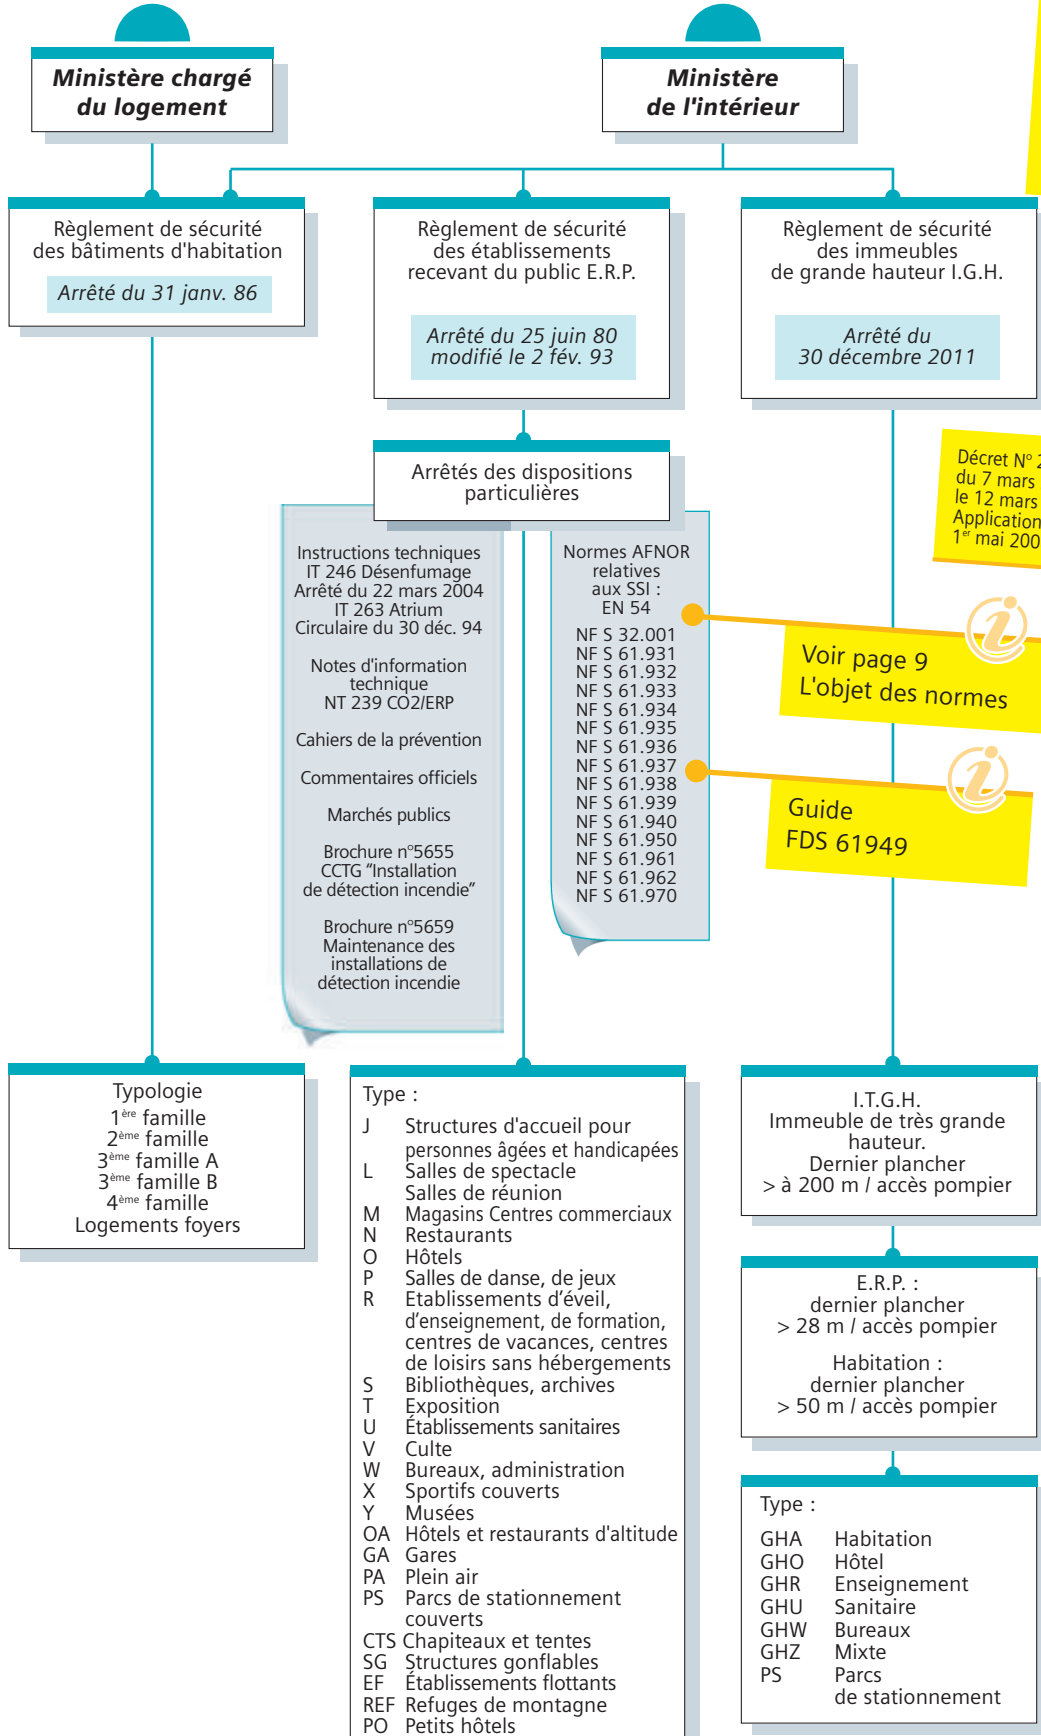 Ministère chargé
du logement
Ministère
de l'intérieur
Règlement de sécurité
des bâtiments d'habitation
Arrêté du 31 janv. 86
Règlement de sécurité
des établissements
recevant du public E.R.P.
Arrêté du 25 juin 80
modifié le 2 fév. 93
Règlement de sécurité
des immeubles
de grande hauteur I.G.H.
Arrêté du
30 décembre 2011
Arrêtés des dispositions
particulières
Décret N° 2
du 7 mars
le 12 mars
Application
1er mai 200
Instructions techniques
IT 246 Désenfumage
Arrêté du 22 mars 2004
IT 263 Atrium
Circulaire du 30 déc. 94
Notes d'information
technique
NT 239 CO2/ERP
Cahiers de la prévention
Commentaires officiels
Marchés publics
Brochure n°5655
CCTG "Installation
de détection incendie"
Brochure n°5659
Maintenance des
installations de
détection incendie
Normes AFNOR
relatives
aux SSI :
EN 54
NF S 32.001
NF S 61.931
NF S 61.932
NF S 61.933
NF S 61.934
NF S 61.935
NF S 61.936
NF S 61.937
NF S 61.938
NF S 61.939
NF S 61.940
NF S 61.950
NF S 61.961
NF S 61.962
NF S 61.970
i
Voir page 9
L'objet des normes
i
Guide
FDS 61949
Typologie
1ère famille
2ème famille
3ème famille A
3ème famille B
4ème famille
Logements foyers
Type :
J Structures d'accueil pour
personnes âgées et handicapées
L Salles de spectacle
Salles de réunion
M Magasins Centres commerciaux
N Restaurants
O Hôtels
P Salles de danse, de jeux
R Etablissements d'éveil,
d'enseignement, de formation,
centres de vacances, centres
de loisirs sans hébergements
S Bibliothèques, archives
T Exposition
U Établissements sanitaires
V Culte
W Bureaux, administration
X Sportifs couverts
Y Musées
OA Hôtels et restaurants d'altitude
GA Gares
PA Plein air
PS Parcs de stationnement
couverts
CTS Chapiteaux et tentes
SG Structures gonflables
EF Établissements flottants
REF Refuges de montagne
PO Petits hôtels
I.T.G.H.
Immeuble de très grande
hauteur.
Dernier plancher
> à 200 m / accès pompier
E.R.P. :
dernier plancher
> 28 m / accès pompier
Habitation :
dernier plancher
> 50 m / accès pompier
Type :
GHA Habitation
GHO Hôtel
GHR Enseignement
GHU Sanitaire
GHW Bureaux
GHZ Mixte
PS Parcs
de stationnement